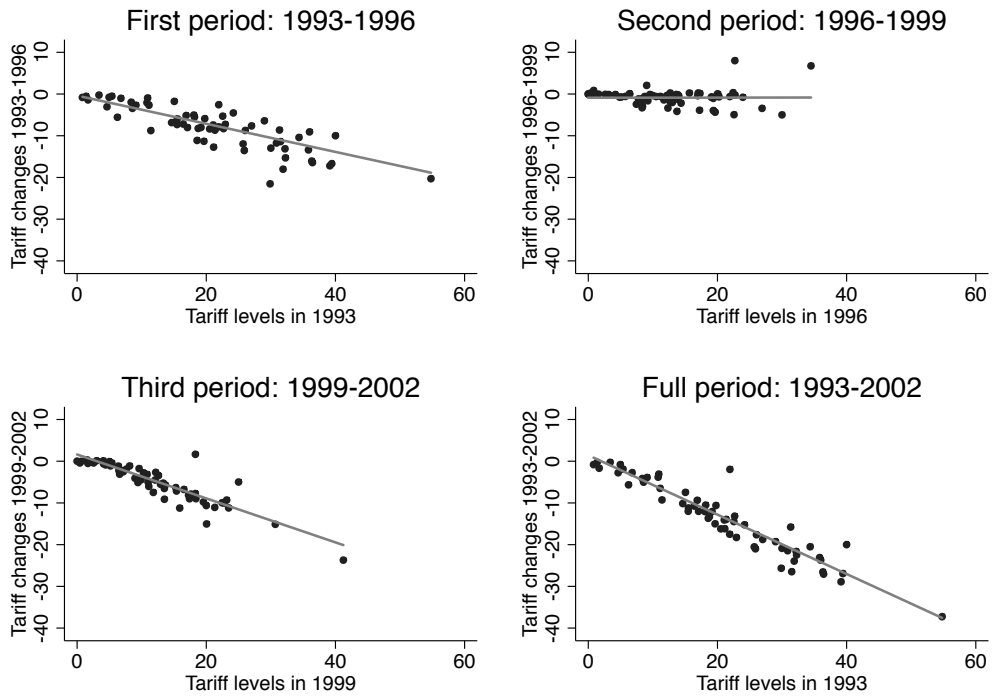 First period: 1993-1996
Tariff changes 1993-1996
10
0
-10
-20
-30
-40
0 20 40 60
Tariff levels in 1993
Second period: 1996-1999
Tariff changes 1996-1999
10
0
-10
-20
-30
-40
0 20 40 60
Tariff levels in 1996
Third period: 1999-2002
Tariff changes 1999-2002
10
0
-10
-20
-30
-40
0 20 40 60
Tariff levels in 1999
Full period: 1993-2002
Tariff changes 1993-2002
10
0
-10
-20
-30
-40
0 20 40 60
Tariff levels in 1993